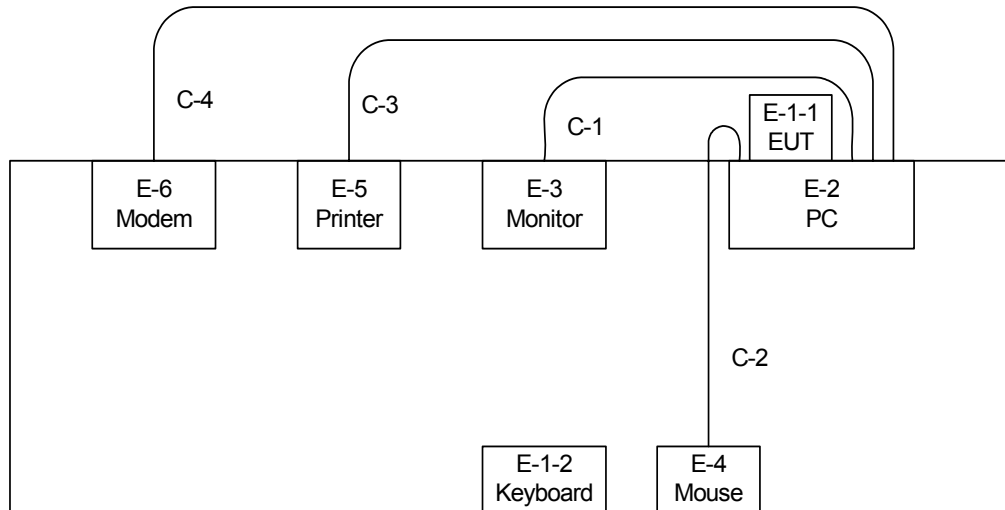 C-4
C-3
C-1
E-1-1
EUT
E-6
Modem
E-5
Printer
E-3
Monitor
E-2
PC
C-2
E-1-2
Keyboard
E-4
Mouse